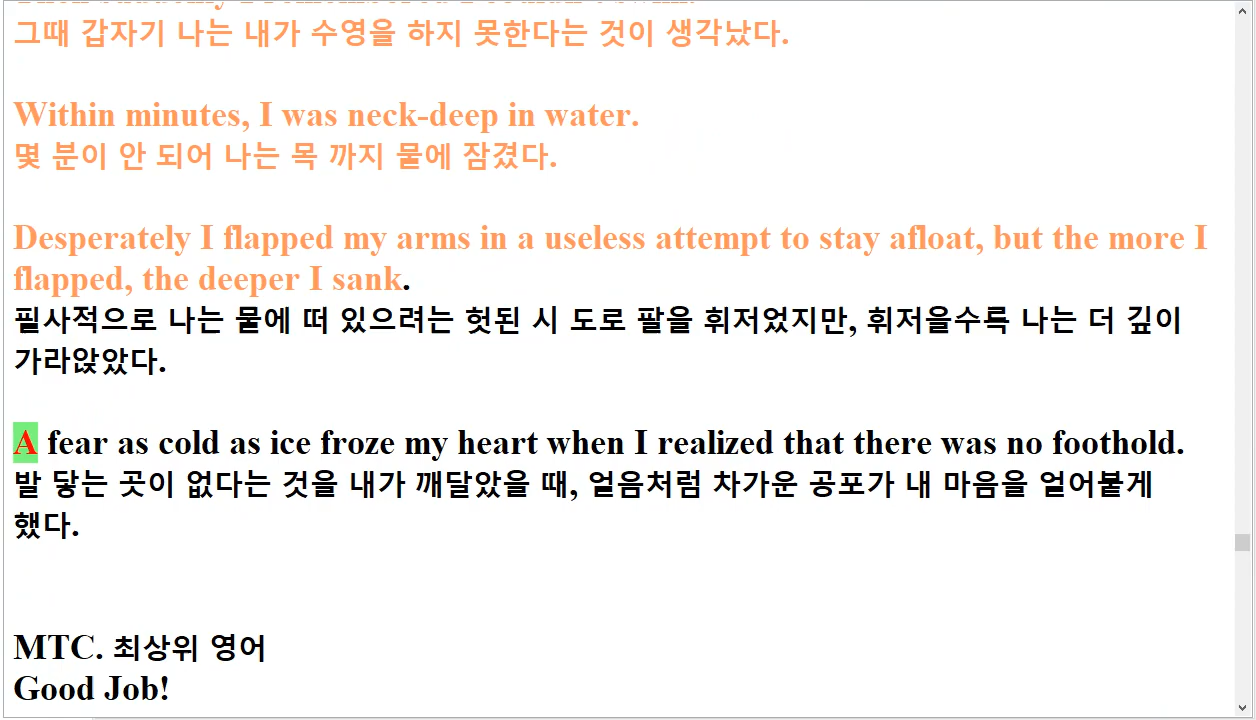 그때 갑자기 나는 내가 수영을 하지 못한다는 것이 생각났다.
Within minutes, I was neck-deep in water.
몇 분이 안 되어 나는 목 까지 물에 잠겼다.
Desperately I flapped my arms in a useless attempt to stay afloat, but the more I
flapped, the deeper I sank.
필사적으로 나는 물에 떠 있으려는 헛된 시 도로 팔을 휘저었지만, 휘저을수록 나는 더 깊이
가라앉았다.
A fear as cold as ice froze my heart when I realized that there was no foothold.
발 닿는 곳이 없다는 것을 내가 깨달았을 때, 얼음처럼 차가운 공포가 내 마음을 얼어붙게
했다.
MTC. 최상위 영어
Good Job!